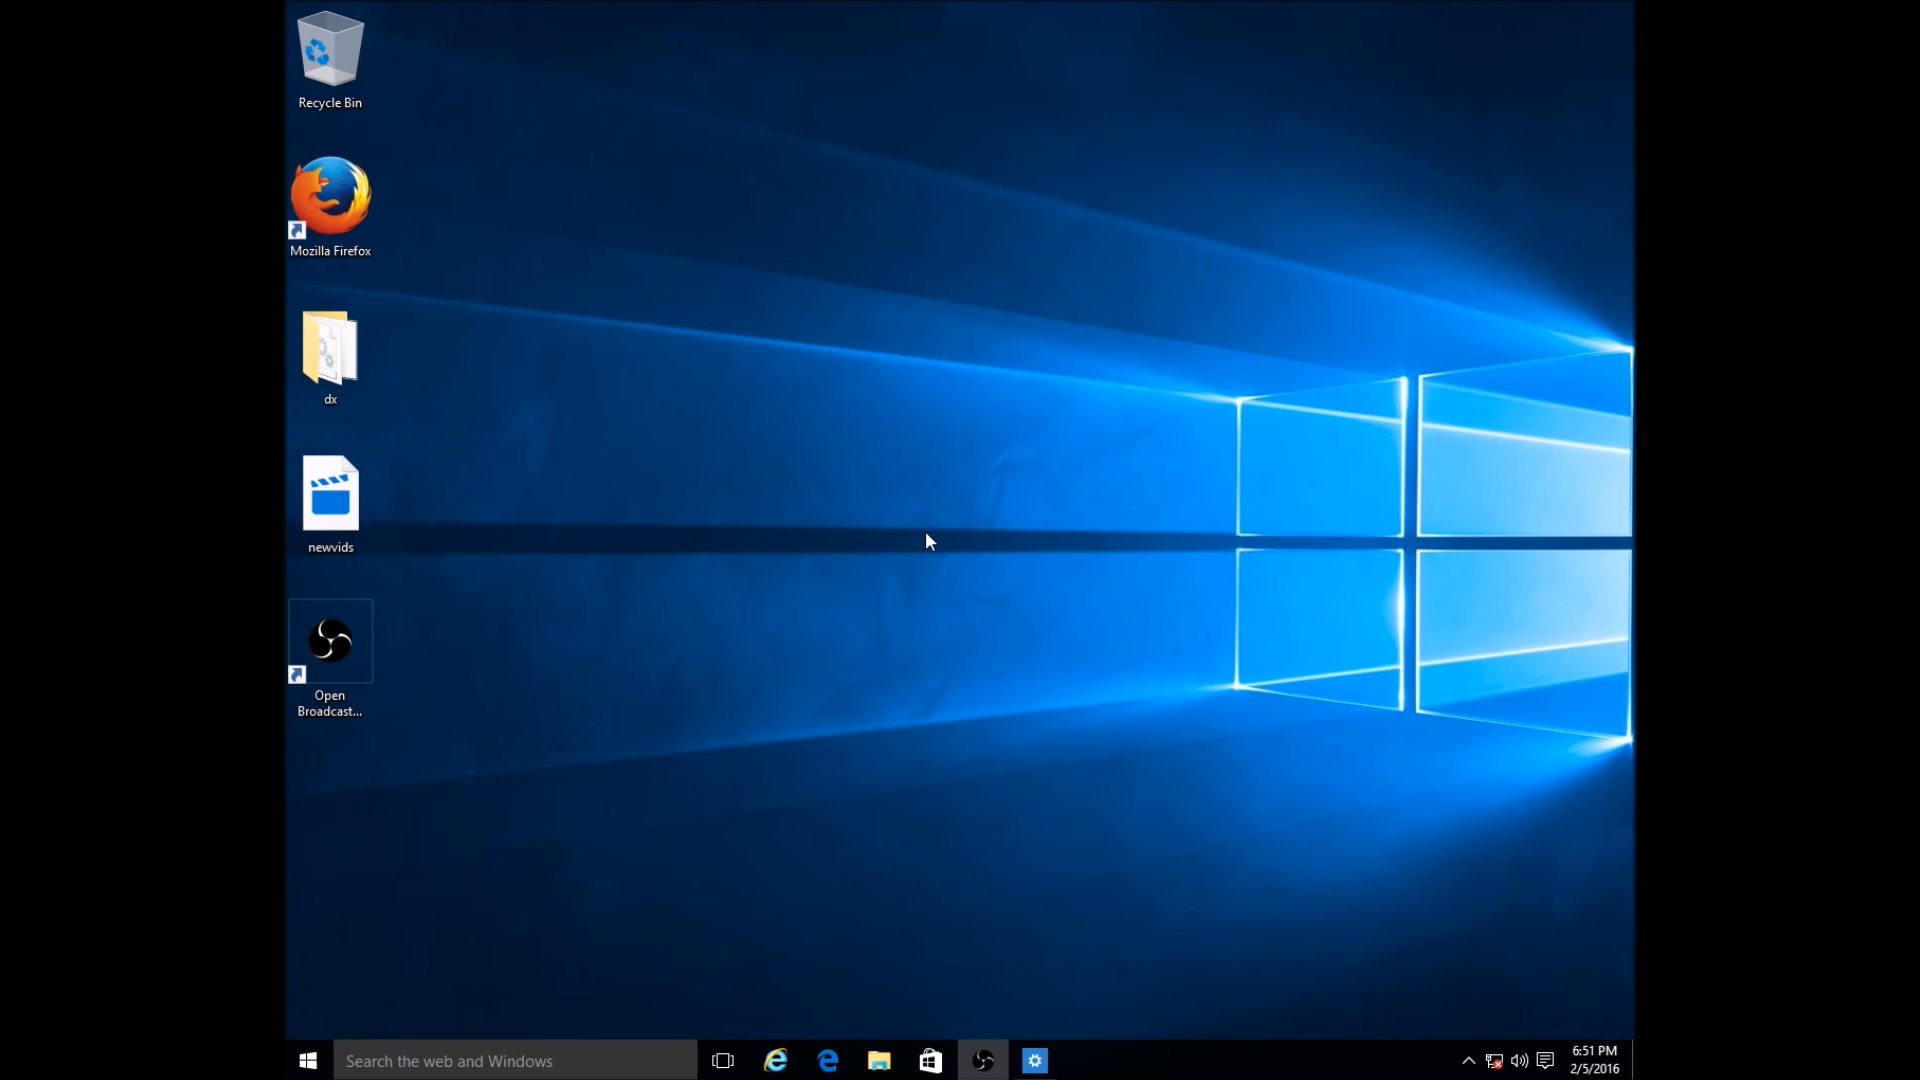 Recycle Bin
Mozilla Firefox
dx
newvids
Open
Broadcast...
Search the web and Windows
6:51 PM
2/5/2016